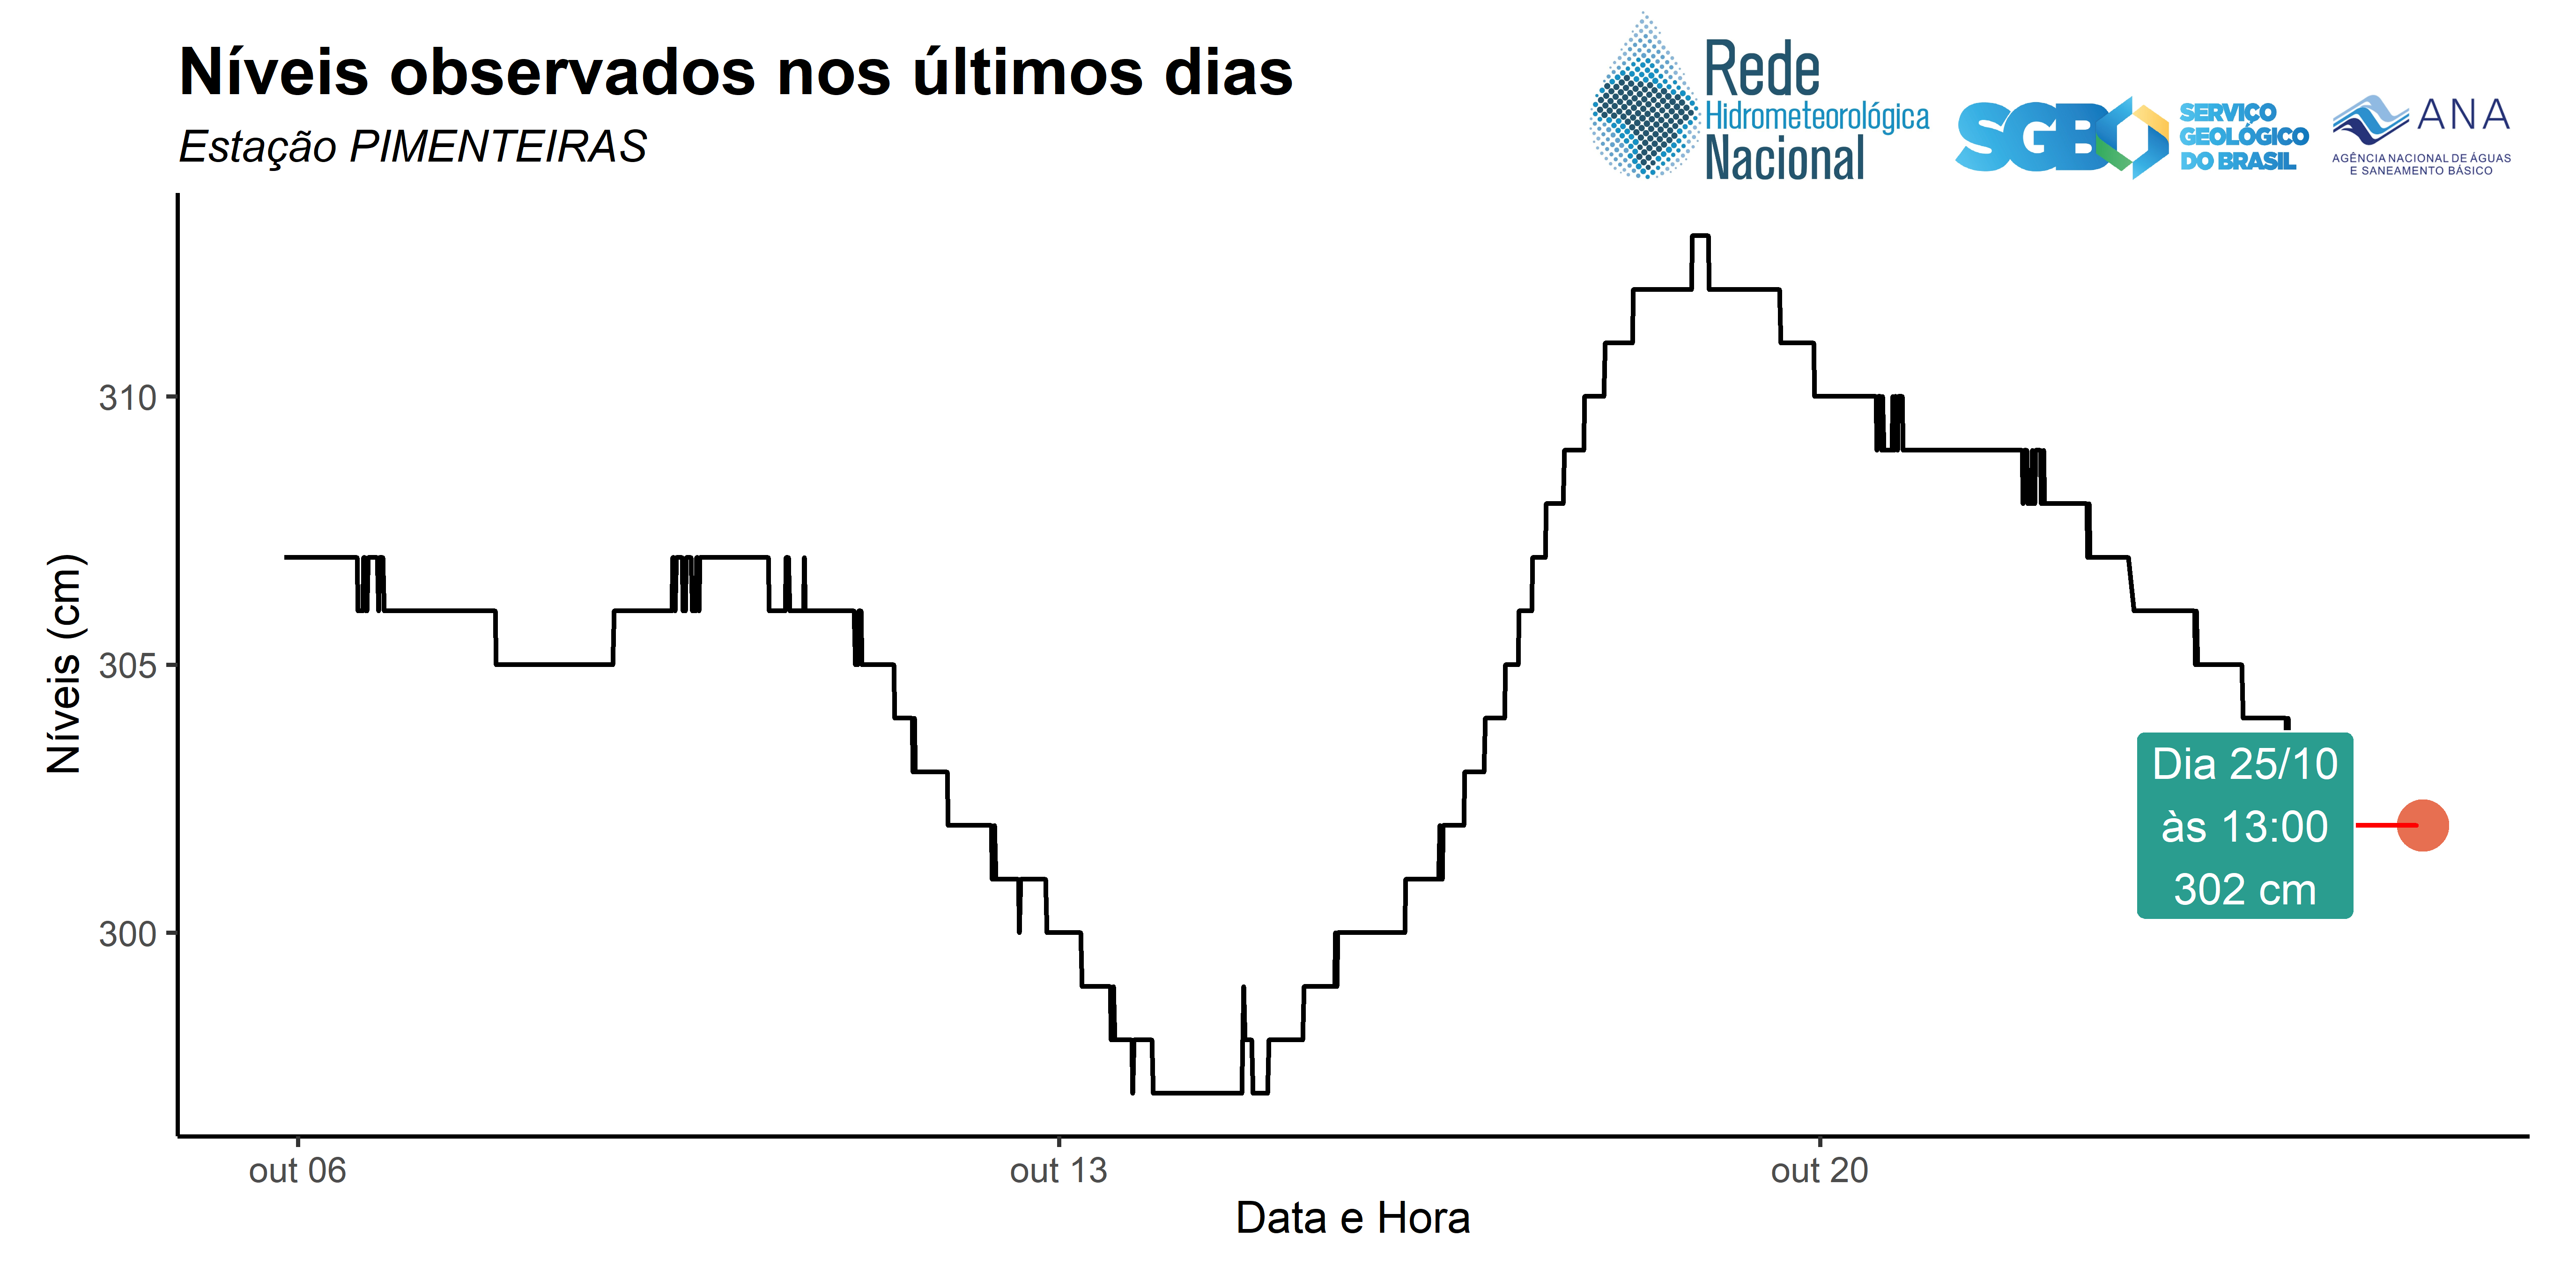 Níveis observados nos últimos dias
Estação PIMENTEIRAS
Rede
Hidrometeorológica
Nacional
SGB
SERVIÇO
GEOLÓGICO
DO BRASIL
ANA
AGÊNCIA NACIONAL DE ÁGUAS
E SANEAMENTO BÁSICO
Níveis (cm)
310
305
300
Dia 25/10
às 13:00
302 cm
out 06
out 13
out 20
Data e Hora